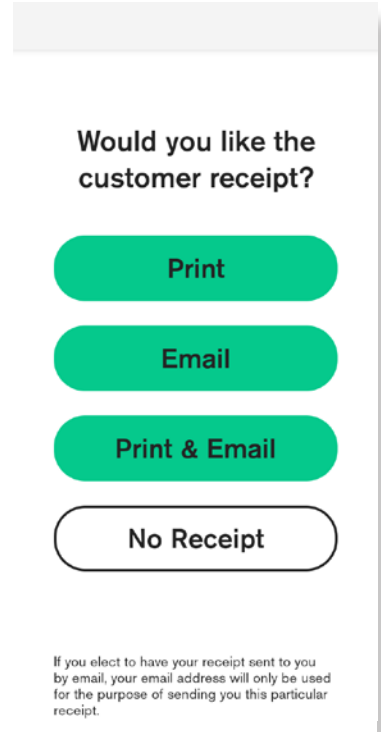 Would you like the
customer receipt?
Print
Email
Print & Email
No Receipt
If you elect to have your receipt sent to you
by email, your email address will only be used
for the purpose of sending you this particular
receipt.